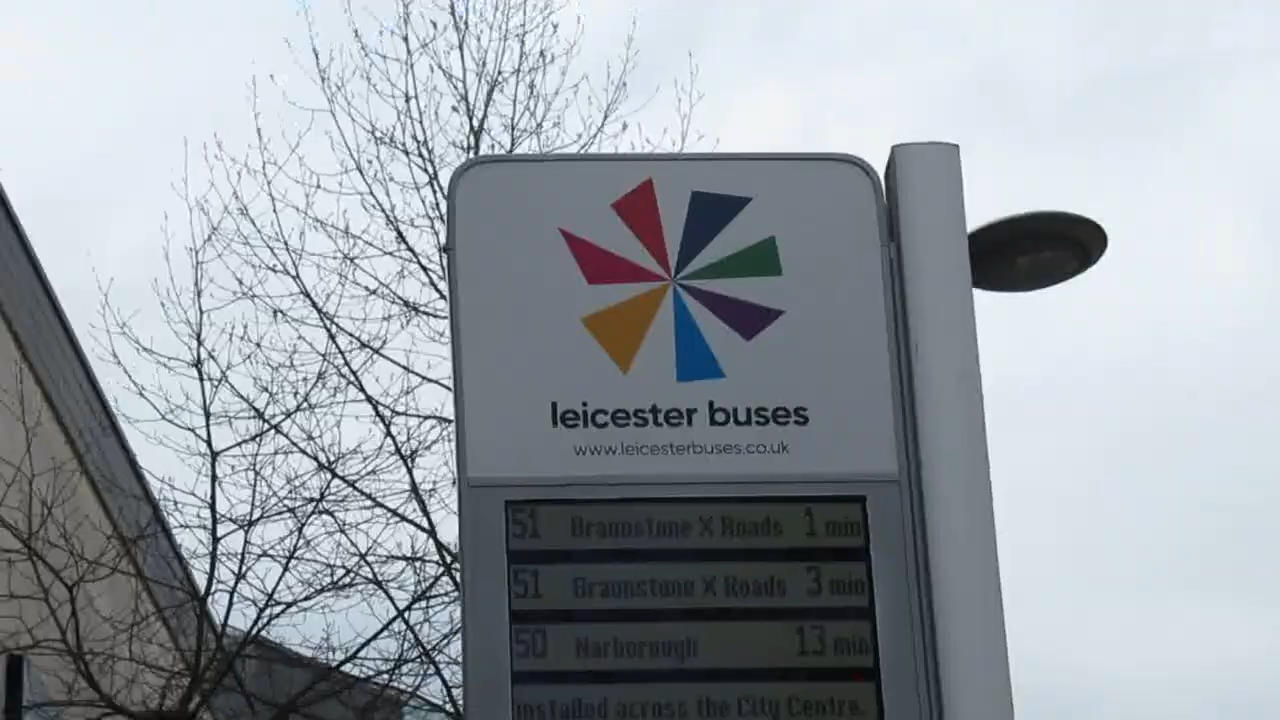 leicester buses
www.leicesterbuses.co.uk
51 Braunstone X Roads 1 min
51 Braunstone X Roads 3 min
50 Narborough 13 min
installed across the City Centre.